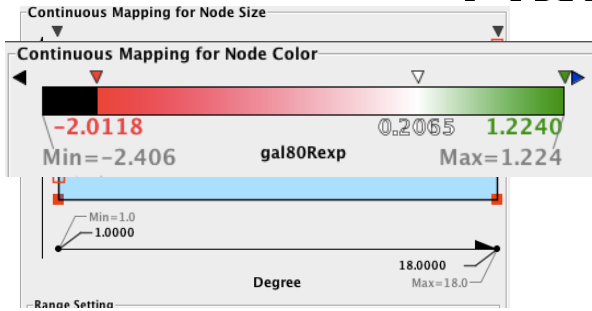 Continuous Mapping for Node Size
Continuous Mapping for Node Color
-2.0118 0.2065 1.2240
Min=-2.406 gal80Rexp Max=1.224
Min=1.0
1.0000
18.0000
Degree Max=18.0
Range Setting